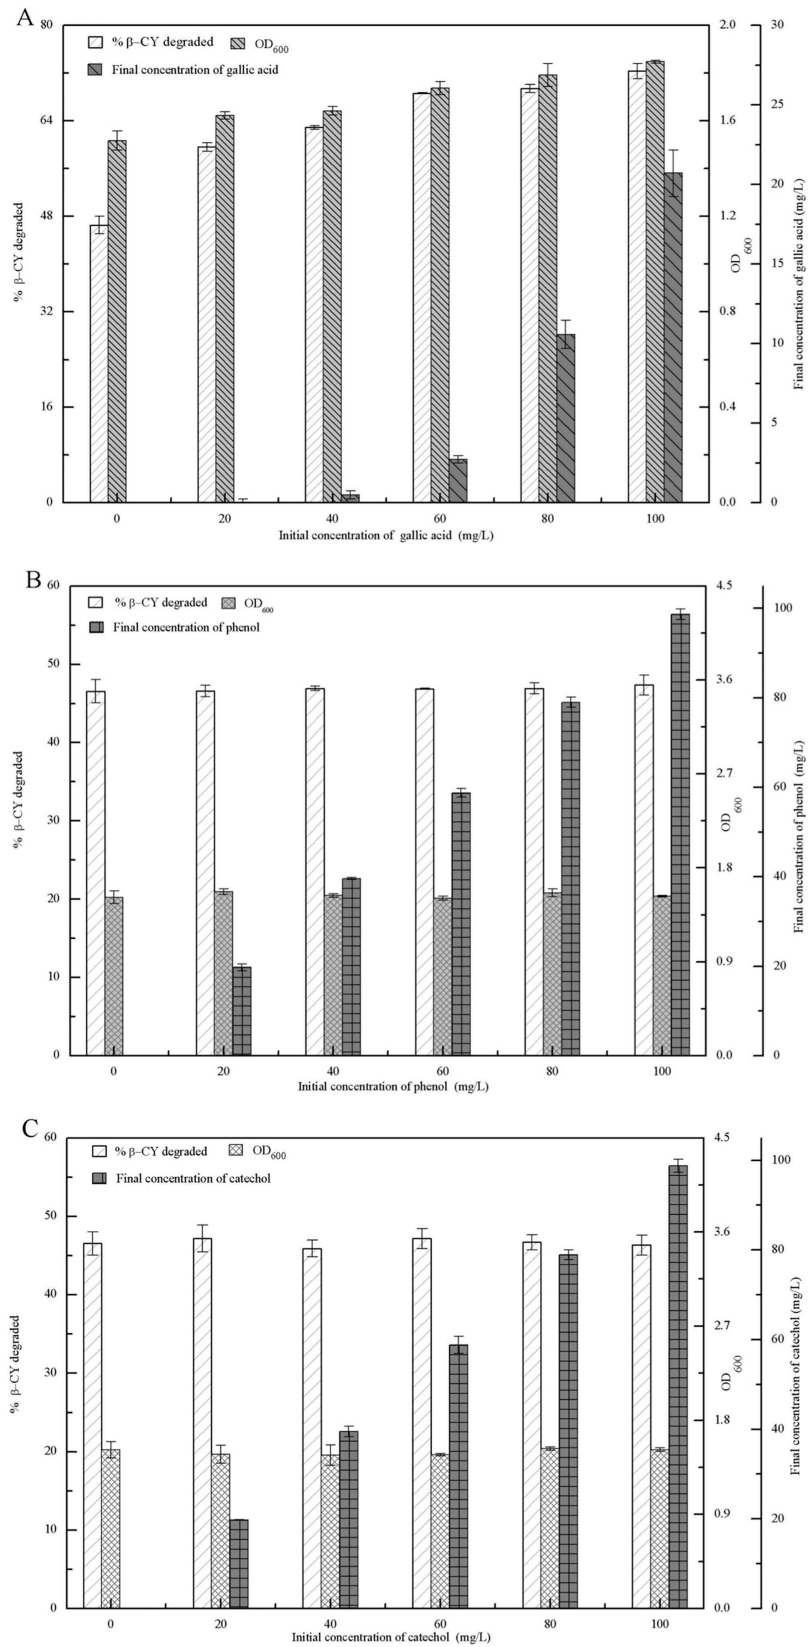 A
% β–CY degraded OD600
Final concentration of gallic acid
80
64
48
32
16
0
% β–CY degraded
2.0
1.6
1.2
0.8
0.4
0.0
OD 600
30
25
20
15
10
5
0
Final concentration of gallic acid (mg/L)
0 20 40 60 80 100
Initial concentration of gallic acid (mg/L)
B
% β–CY degraded OD600
Final concentration of phenol
60
50
40
30
20
10
0
% β–CY degraded
4.5
3.6
2.7
1.8
0.9
0.0
OD 600
100
80
60
40
20
0
Final concentration of phenol (mg/L)
0 20 40 60 80 100
Initial concentration of phenol (mg/L)
C
% β–CY degraded OD600
Final concentration of catechol
60
50
40
30
20
10
0
% β–CY degraded
4.5
3.6
2.7
1.8
0.9
0.0
OD 600
100
80
60
40
20
0
Final concentration of catechol (mg/L)
0 20 40 60 80 100
Initial concentration of catechol (mg/L)